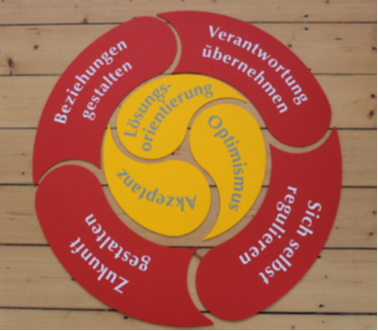 Verantwortung
übernehmen
Sich selbst
regulieren
Zukunft
gestalten
Beziehungen
gestalten
Lösungs-
orientierung
Optimismus
Akzeptanz